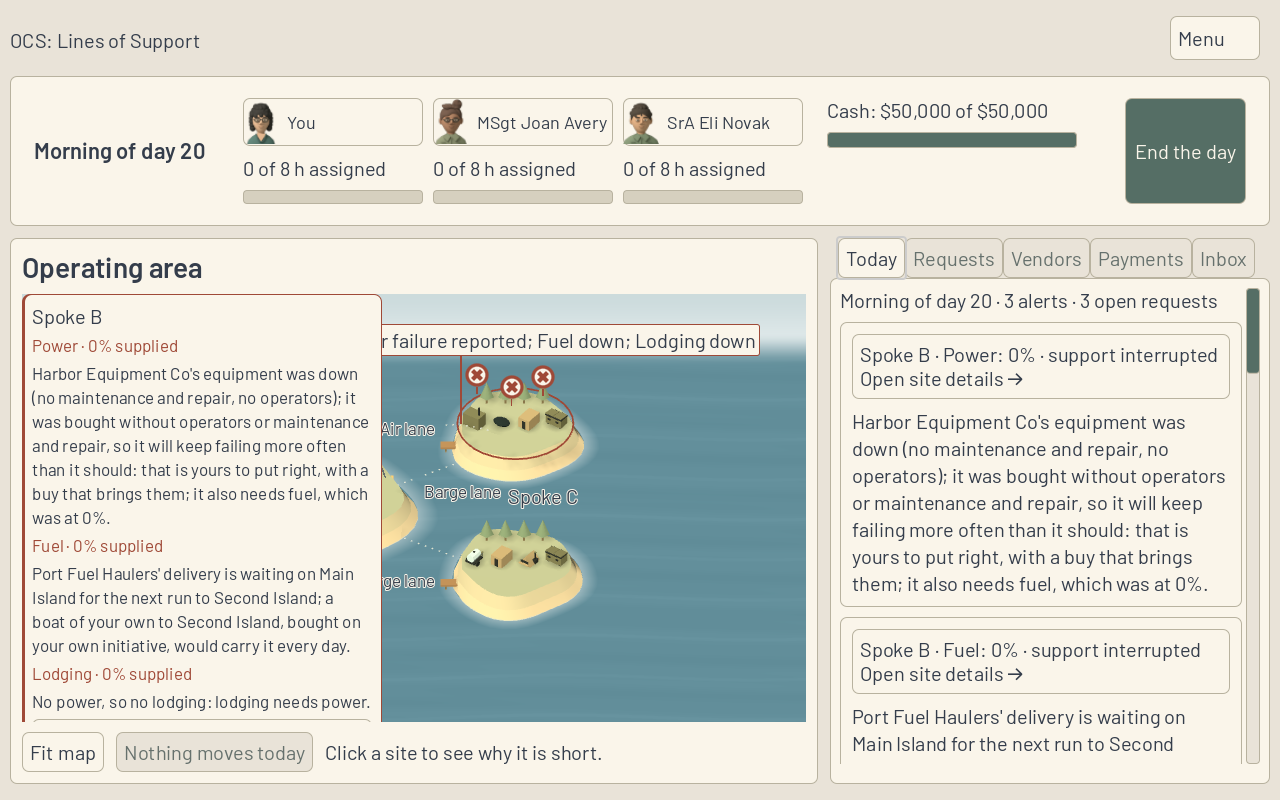 OCS: Lines of Support
Menu
Morning of day 20
You
0 of 8 h assigned
MSgt Joan Avery
0 of 8 h assigned
SrA Eli Novak
0 of 8 h assigned
Cash: $50,000 of $50,000
End the day
Operating area
Spoke B
Power · 0% supplied
Harbor Equipment Co's equipment was down
(no maintenance and repair, no operators); it
was bought without operators or maintenance
and repair, so it will keep failing more often
than it should: that is yours to put right, with a
buy that brings them; it also needs fuel, which
was at 0%.
Fuel · 0% supplied
Port Fuel Haulers' delivery is waiting on Main
Island for the next run to Second Island; a
boat of your own to Second Island, bought on
your own initiative, would carry it every day.
Lodging · 0% supplied
No power, so no lodging: lodging needs power.
r failure reported; Fuel down; Lodging down
Air lane
Barge lane
Spoke C
rge lane
Fit map
Nothing moves today
Click a site to see why it is short.
Today
Requests
Vendors
Payments
Inbox
Morning of day 20 · 3 alerts · 3 open requests
Spoke B · Power: 0% · support interrupted
Open site details →
Harbor Equipment Co's equipment was
down (no maintenance and repair, no
operators); it was bought without operators
or maintenance and repair, so it will keep
failing more often than it should: that is
yours to put right, with a buy that brings
them; it also needs fuel, which was at 0%.
Spoke B · Fuel: 0% · support interrupted
Open site details →
Port Fuel Haulers' delivery is waiting on
Main Island for the next run to Second